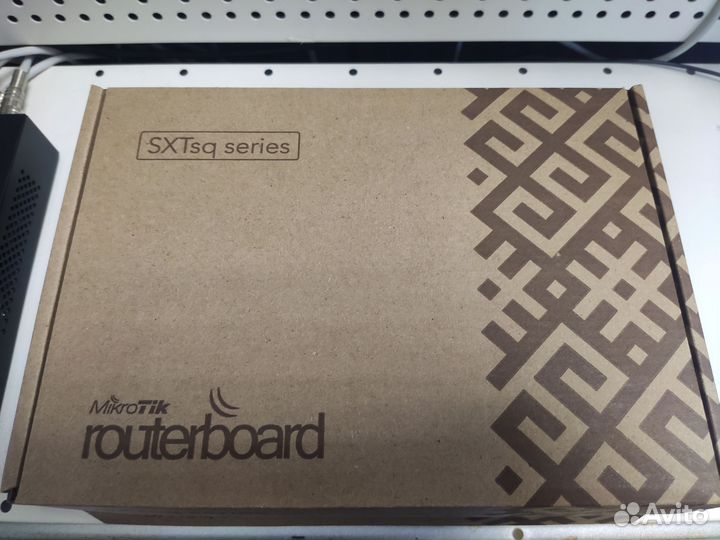 SXTsq series
MikroTik
routerboard
Avito